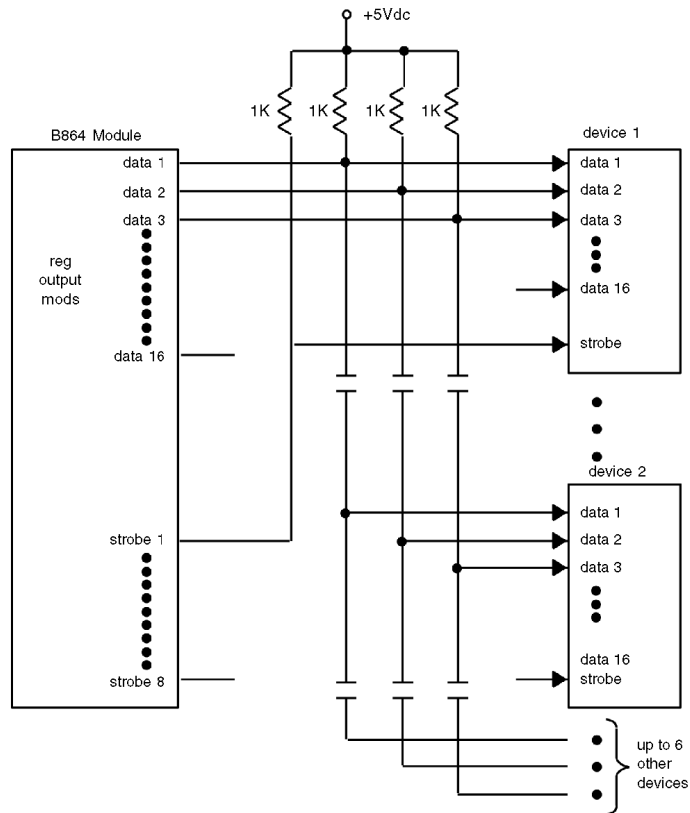 +5Vdc
1K
1K
1K
1K
B864 Module
data 1
data 2
data 3
reg
output
mods
data 16
strobe 1
strobe 8
device 1
data 1
data 2
data 3
data 16
strobe
device 2
data 1
data 2
data 3
data 16
strobe
up to 6
other
devices